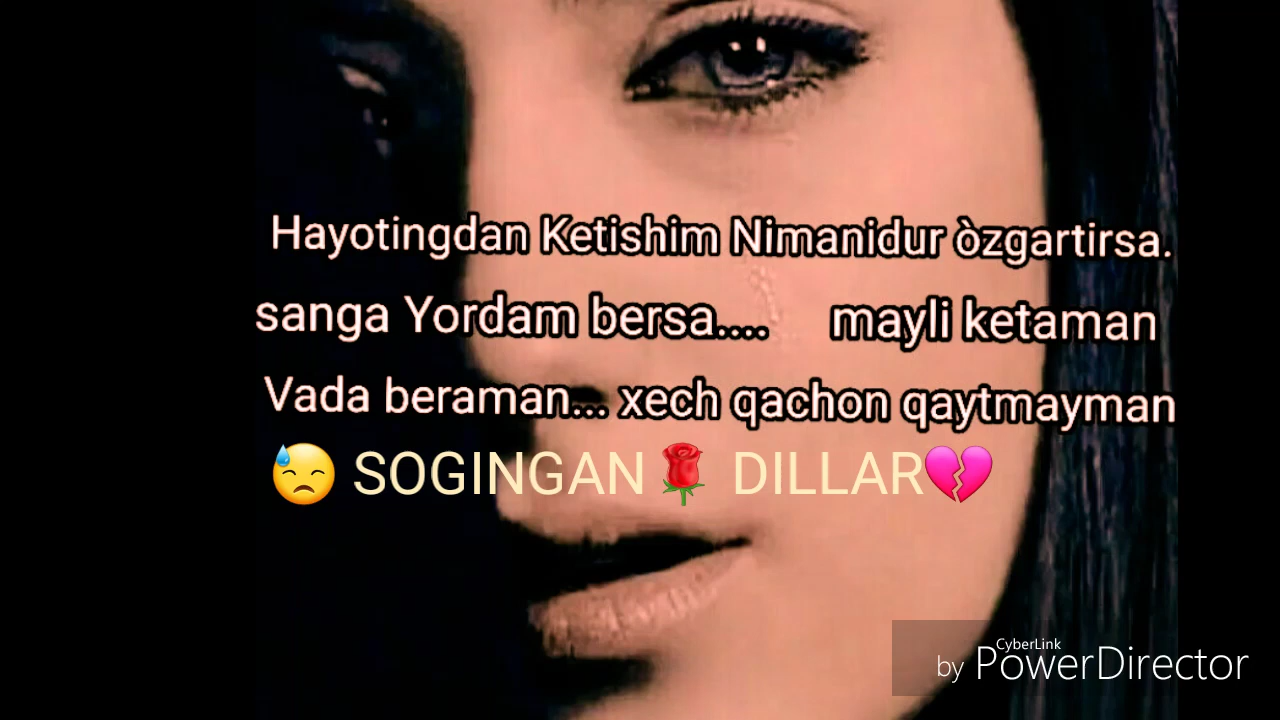 Hayotingdan Ketishim Nimanidur òzgartirsa.
sanga Yordam bersa.... mayli ketaman
Vada beraman... xech qachon qaytmayman
😓 SOGINGAN🌹 DILLAR💔
CyberLink
by PowerDirector